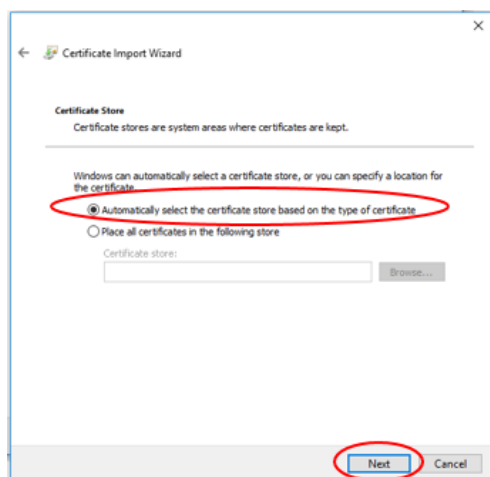 Certificate Import Wizard
Certificate Store
Certificate stores are system areas where certificates are kept.
Windows can automatically select a certificate store, or you can specify a location for
the certificate.
Automatically select the certificate store based on the type of certificate
Place all certificates in the following store
Certificate store:
Browse...
Next
Cancel